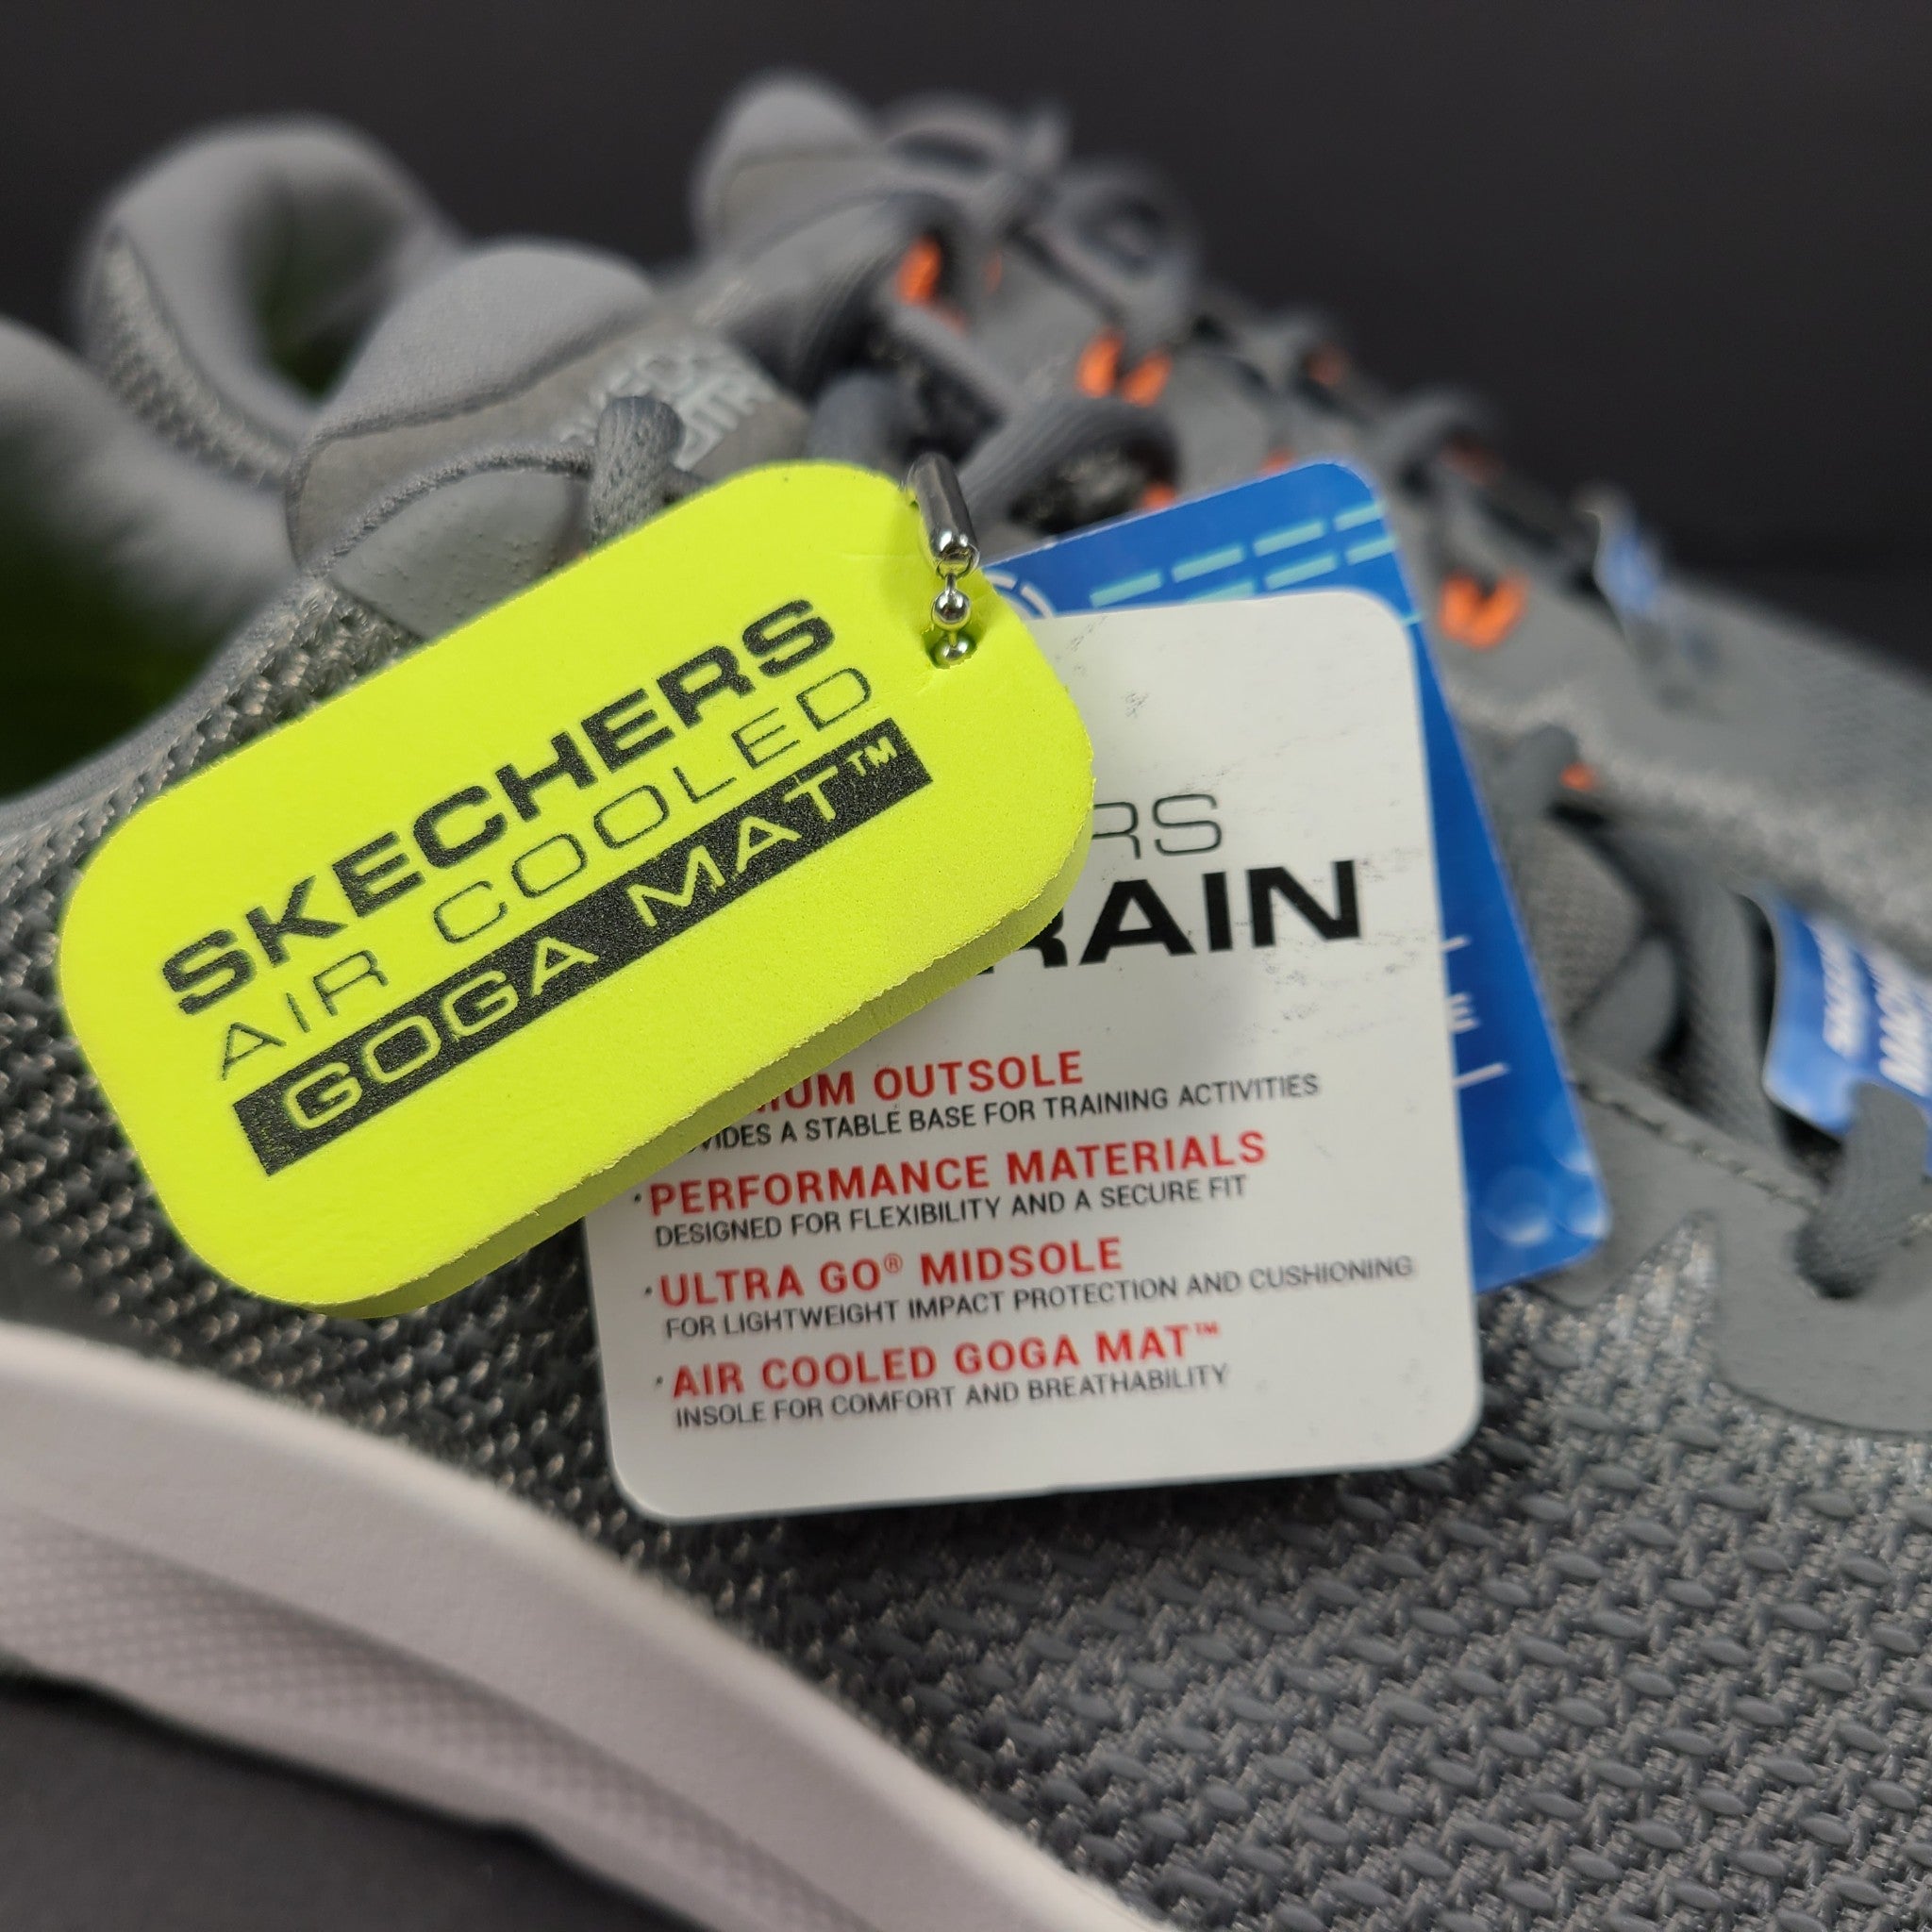 SKECHERS
AIR COOLED
GOGA MAT™
RS
RAIN
IUM OUTSOLE
VIDES A STABLE BASE FOR TRAINING ACTIVITIES
· PERFORMANCE MATERIALS
DESIGNED FOR FLEXIBILITY AND A SECURE FIT
· ULTRA GO® MIDSOLE
FOR LIGHTWEIGHT IMPACT PROTECTION AND CUSHIONING
· AIR COOLED GOGA MAT™
INSOLE FOR COMFORT AND BREATHABILITY